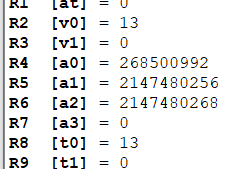 R1 [at] = 0
R2 [v0] = 13
R3 [v1] = 0
R4 [a0] = 268500992
R5 [a1] = 2147480256
R6 [a2] = 2147480268
R7 [a3] = 0
R8 [t0] = 13
R9 [t1] = 0